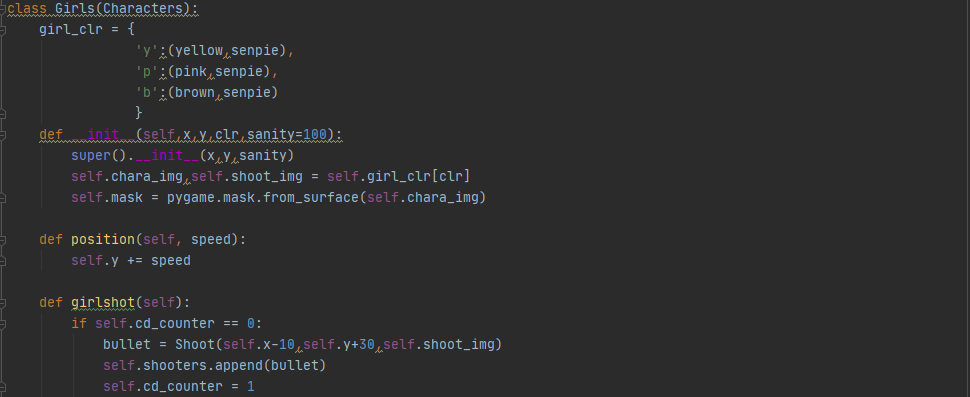 class Girls(Characters):
    girl_clr = {
                'y':(yellow,senpie),
                'p':(pink,senpie),
                'b':(brown,senpie)
                }
    def __init__(self,x,y,clr,sanity=100):
        super().__init__(x,y,sanity)
        self.chara_img,self.shoot_img = self.girl_clr[clr]
        self.mask = pygame.mask.from_surface(self.chara_img)

    def position(self, speed):
        self.y += speed

    def girlshot(self):
        if self.cd_counter == 0:
            bullet = Shoot(self.x-10,self.y+30,self.shoot_img)
            self.shooters.append(bullet)
            self.cd_counter = 1